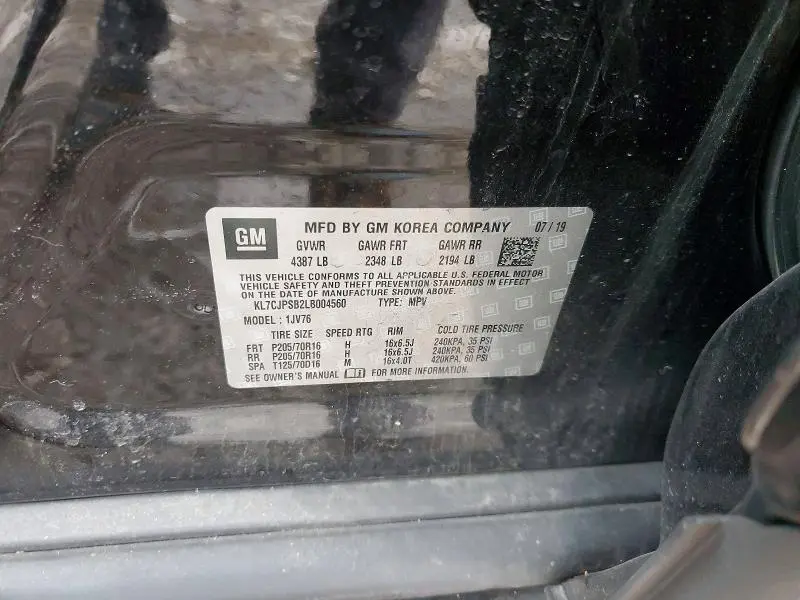 GM MFD BY GM KOREA COMPANY 07/19
GVWR GAWR FRT GAWR RR
4387 LB 2348 LB 2194 LB
THIS VEHICLE CONFORMS TO ALL APPLICABLE U.S. FEDERAL MOTOR
VEHICLE SAFETY AND THEFT PREVENTION STANDARDS IN EFFECT
ON THE DATE OF MANUFACTURE SHOWN ABOVE.
KL7CJPSB2LB004560 TYPE: MPV
MODEL: 1JV76
TIRE SIZE SPEED RTG RIM COLD TIRE PRESSURE
FRT P205/70R16 H 16x6.5J 240KPA, 35 PSI
RR P205/70R16 H 16x6.5J 240KPA, 35 PSI
SPA T125/70D16 M 16x4.0T 420KPA, 60 PSI
SEE OWNER'S MANUAL FOR MORE INFORMATION.